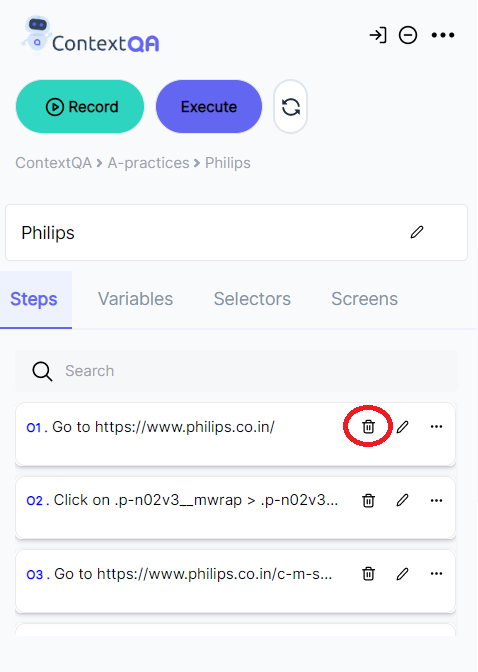 ContextQA
Record
Execute
ContextQA > A-practices > Philips
Philips
Steps Variables Selectors Screens
Search
01. Go to https://www.philips.co.in/
02. Click on .p-n02v3__mwrap > .p-n02v3...
03. Go to https://www.philips.co.in/c-m-s...